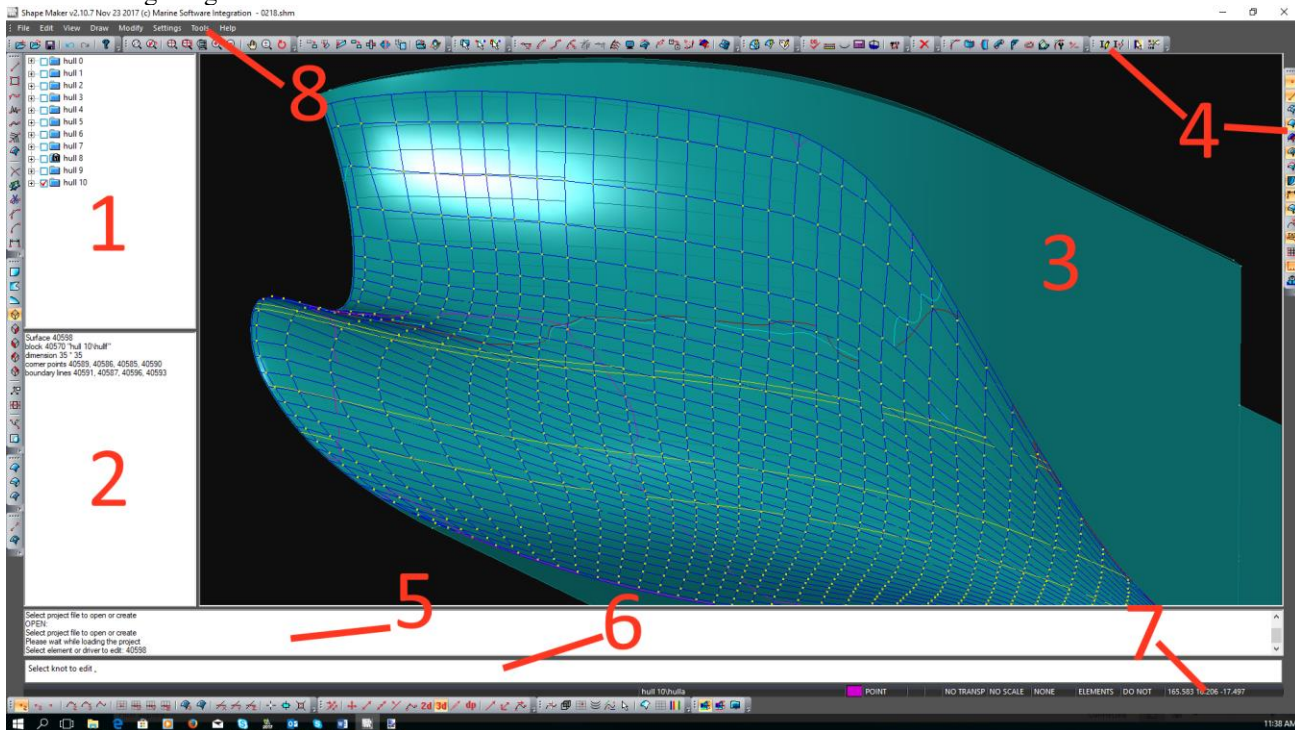 Shape Maker v2.10.7 Nov 23 2017 (c) Marine Software Integration - 0218.shm
File Edit View Draw Modify Settings Tools Help
8
4
hull 0
hull 1
hull 2
hull 3
hull 4
hull 5
hull 6
hull 7
hull 8
hull 9
hull 10
1
3
Surface 40598
block 40570 "hull 10\hullf"
dimension 35 * 35
corner points 40589, 40586, 40585, 40590
boundary lines 40591, 40587, 40596, 40593
2
5
6
7
Select project file to open or create
OPEN:
Select project file to open or create
Please wait while loading the project
Select element or driver to edit: 40598
Select knot to edit ,
hull 10\hulla POINT NO TRANSP NO SCALE NONE ELEMENTS DO NOT 165.583 16.206 -17.497
2d 3d dp
11:38 AM